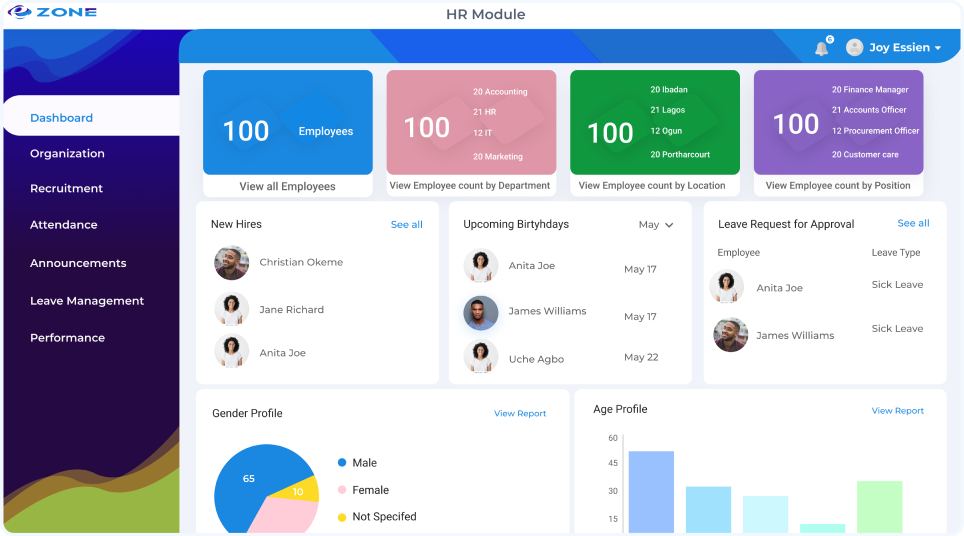 ZONE
HR Module
6
Joy Essien
Dashboard
Organization
Recruitment
Attendance
Announcements
Leave Management
Performance
100
Employees
View all Employees
100
20 Accounting
21 HR
12 IT
20 Marketing
View Employee count by Department
100
20 Ibadan
21 Lagos
12 Ogun
20 Portharcourt
View Employee count by Location
100
20 Finance Manager
21 Accounts Officer
12 Procurement Officer
20 Customer care
View Employee count by Position
New Hires
See all
Christian Okeme
Jane Richard
Anita Joe
Upcoming Birtyhdays
May
Anita Joe
May 17
James Williams
May 17
Uche Agbo
May 22
Leave Request for Approval
See all
Employee
Leave Type
Anita Joe
Sick Leave
James Williams
Sick Leave
Gender Profile
View Report
65
10
Male
Female
Not Specifed
Age Profile
View Report
60
45
30
15